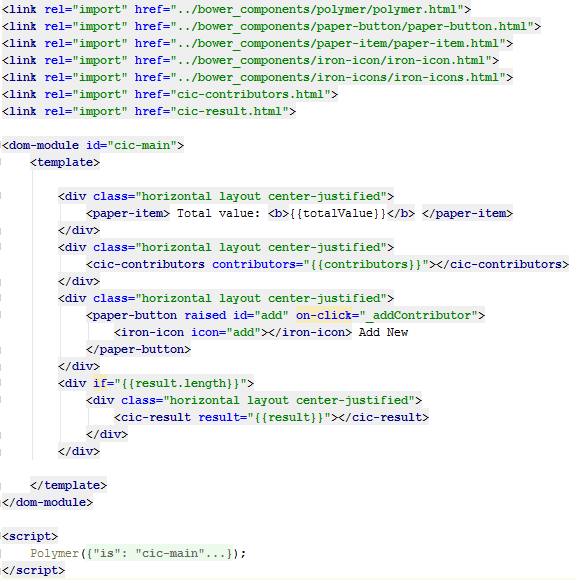 <link rel="import" href="../bower_components/polymer/polymer.html">
<link rel="import" href="../bower_components/paper-button/paper-button.html">
<link rel="import" href="../bower_components/paper-item/paper-item.html">
<link rel="import" href="../bower_components/iron-icon/iron-icon.html">
<link rel="import" href="../bower_components/iron-icons/iron-icons.html">
<link rel="import" href="cic-contributors.html">
<link rel="import" href="cic-result.html">

<dom-module id="cic-main">
    <template>

        <div class="horizontal layout center-justified">
            <paper-item> Total value: <b>{{totalValue}}</b> </paper-item>
        </div>
        <div class="horizontal layout center-justified">
            <cic-contributors contributors="{{contributors}}"></cic-contributors>
        </div>
        <div class="horizontal layout center-justified">
            <paper-button raised id="add" on-click="_addContributor">
                <iron-icon icon="add"></iron-icon> Add New
            </paper-button>
        </div>
        <div if="{{result.length}}">
            <div class="horizontal layout center-justified">
                <cic-result result="{{result}}"></cic-result>
            </div>
        </div>

    </template>
</dom-module>

<script>
    Polymer({"is": "cic-main"...});
</script>